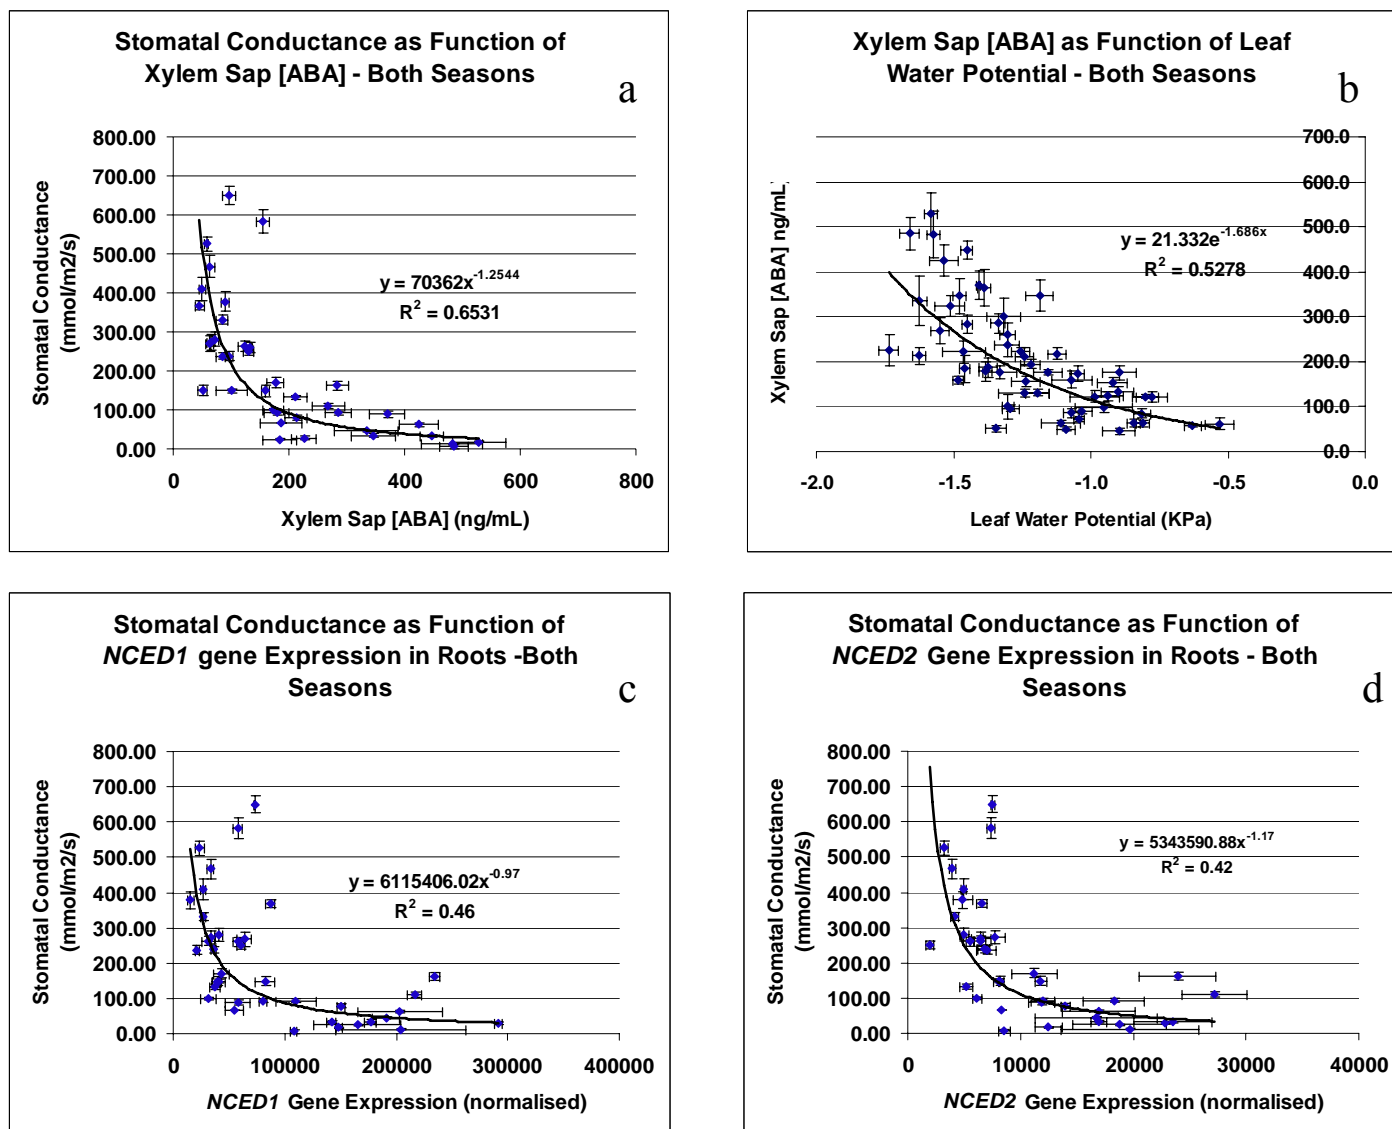 Stomatal Conductance as Function of
Xylem Sap [ABA] - Both Seasons
a
800.00
700.00
600.00
500.00
400.00
300.00
200.00
100.00
0.00
Stomatal Conductance
(mmol/m2/s)
y = 70362x^-1.2544
R² = 0.6531
0 200 400 600 800
Xylem Sap [ABA] (ng/mL)
Xylem Sap [ABA] as Function of Leaf
Water Potential - Both Seasons
b
700.0
600.0
500.0
400.0
300.0
200.0
100.0
0.0
Xylem Sap [ABA] ng/mL)
y = 21.332e^-1.686x
R² = 0.5278
-2.0 -1.5 -1.0 -0.5 0.0
Leaf Water Potential (KPa)
Stomatal Conductance as Function of
NCED1 gene Expression in Roots -Both
Seasons
c
800.00
700.00
600.00
500.00
400.00
300.00
200.00
100.00
0.00
Stomatal Conductance
(mmol/m2/s)
y = 6115406.02x^-0.97
R² = 0.46
0 100000 200000 300000 400000
NCED1 Gene Expression (normalised)
Stomatal Conductance as Function of
NCED2 Gene Expression in Roots - Both
Seasons
d
800.00
700.00
600.00
500.00
400.00
300.00
200.00
100.00
0.00
Stomatal Conductance
(mmol/m2/s)
y = 5343590.88x^-1.17
R² = 0.42
0 10000 20000 30000 40000
NCED2 Gene Expression (normalised)